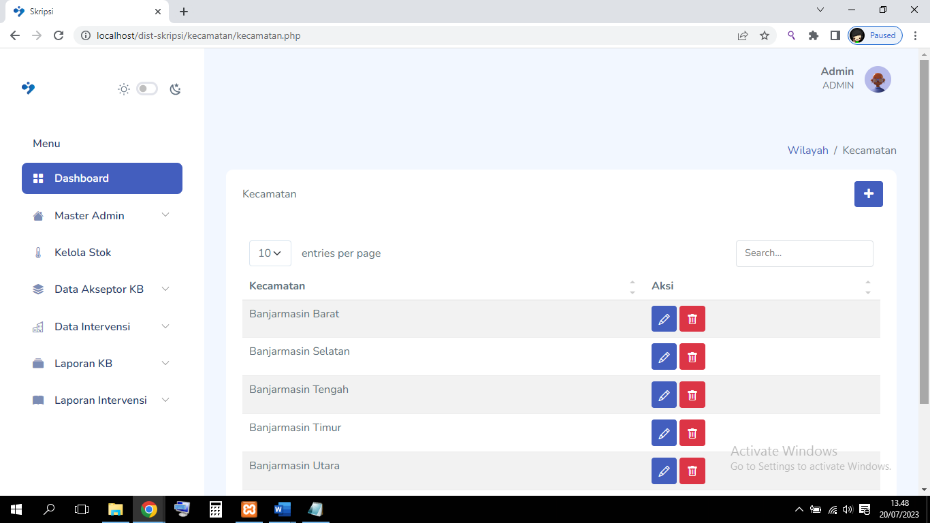 Skripsi
localhost/dist-skripsi/kecamatan/kecamatan.php
Paused
Admin
ADMIN
Menu
Wilayah / Kecamatan
Dashboard
Kecamatan
Master Admin
Kelola Stok
10 entries per page
Search...
Data Akseptor KB
Kecamatan Aksi
Banjarmasin Barat
Data Intervensi
Banjarmasin Selatan
Laporan KB
Banjarmasin Tengah
Laporan Intervensi
Banjarmasin Timur
Banjarmasin Utara
Activate Windows
Go to Settings to activate Windows.
13.48
20/07/2023